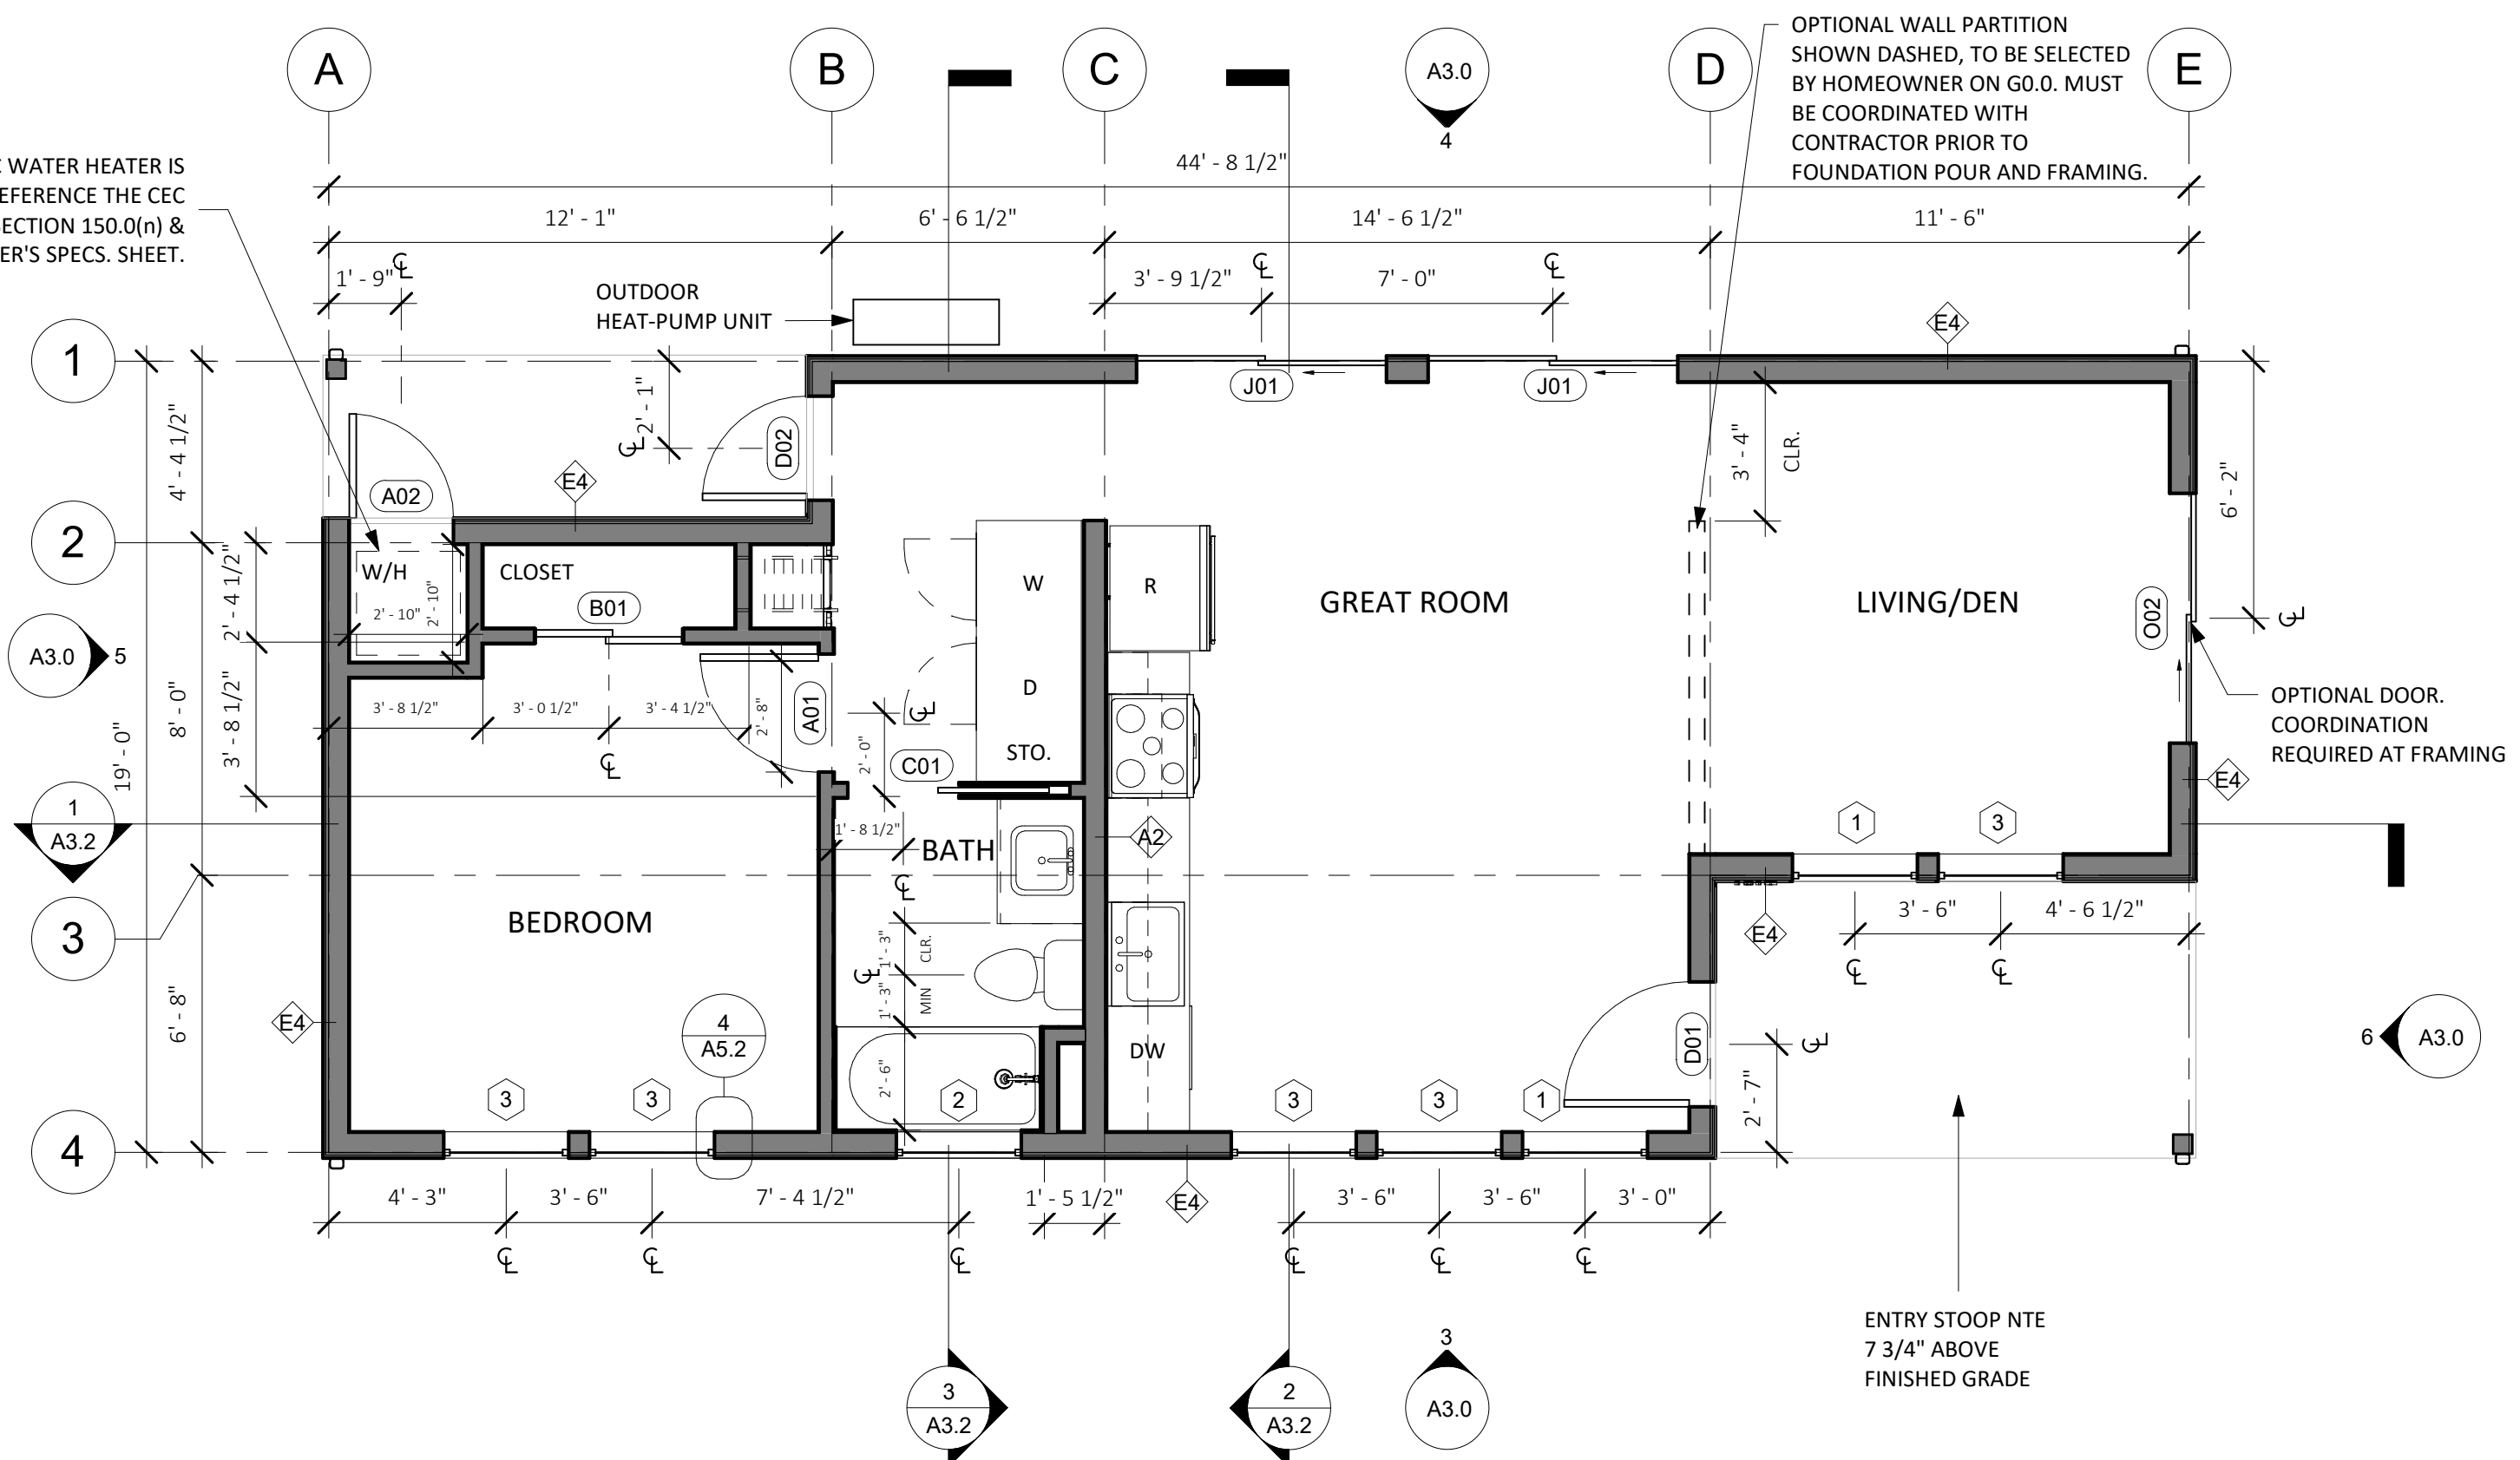 A
B
C
D
E
A3.0
4
OPTIONAL WALL PARTITION
SHOWN DASHED, TO BE SELECTED
BY HOMEOWNER ON G0.0. MUST
BE COORDINATED WITH
CONTRACTOR PRIOR TO
FOUNDATION POUR AND FRAMING.
WATER HEATER IS
EFERENCE THE CEC
SECTION 150.0(n) &
ER'S SPECS. SHEET.
44' - 8 1/2"
12' - 1"
6' - 6 1/2"
14' - 6 1/2"
11' - 6"
1' - 9"
℄
OUTDOOR
HEAT-PUMP UNIT
3' - 9 1/2"
℄
7' - 0"
℄
1
2
3
4
19' - 0"
4' - 4 1/2"
8' - 0"
6' - 8"
2' - 4 1/2"
3' - 8 1/2"
2' - 1"
℄
E4
J01
J01
D02
A02
E4
3' - 4"
CLR.
6' - 2"
℄
W/H
2' - 10"
2' - 10"
CLOSET
B01
W
D
STO.
R
GREAT ROOM
LIVING/DEN
O02
A3.0
5
3' - 8 1/2"
3' - 0 1/2"
3' - 4 1/2"
℄
2' - 8"
A01
℄
2' - 0"
C01
OPTIONAL DOOR.
COORDINATION
REQUIRED AT FRAMING
E4
1
A3.2
1' - 8 1/2"
℄
BATH
A2
1
3
BEDROOM
3' - 6"
4' - 6 1/2"
℄
℄
E4
1' - 3"
CLR.
℄
1' - 3"
MIN
E4
4
A5.2
2' - 6"
DW
D01
℄
2' - 7"
6
A3.0
3
3
2
3
3
1
4' - 3"
3' - 6"
7' - 4 1/2"
1' - 5 1/2"
E4
3' - 6"
3' - 6"
3' - 0"
℄
℄
℄
℄
℄
℄
ENTRY STOOP NTE
7 3/4" ABOVE
FINISHED GRADE
3
A3.2
2
A3.2
3
A3.0